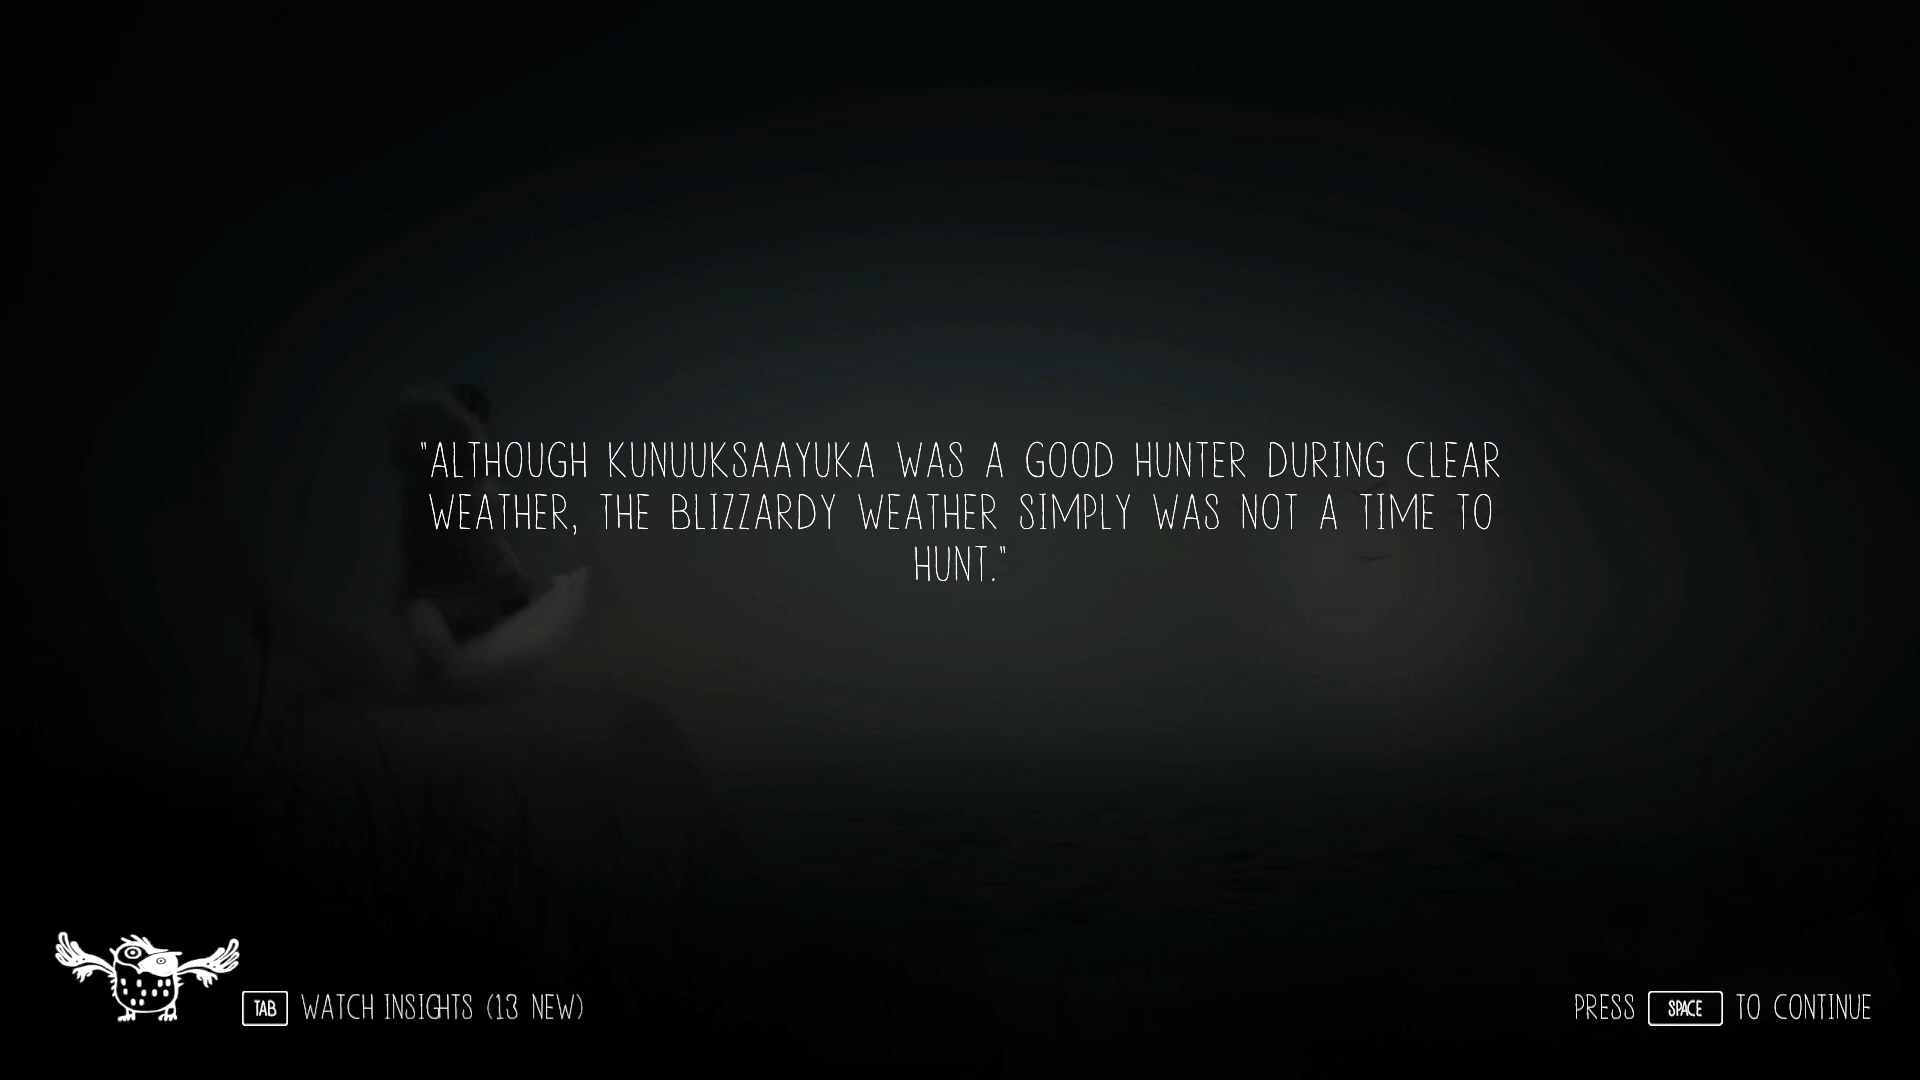 "ALTHOUGH KUNUUKSAAYUKA WAS A GOOD HUNTER DURING CLEAR
WEATHER, THE BLIZZARDY WEATHER SIMPLY WAS NOT A TIME TO
HUNT."
TAB WATCH INSIGHTS (13 NEW)
PRESS SPACE TO CONTINUE